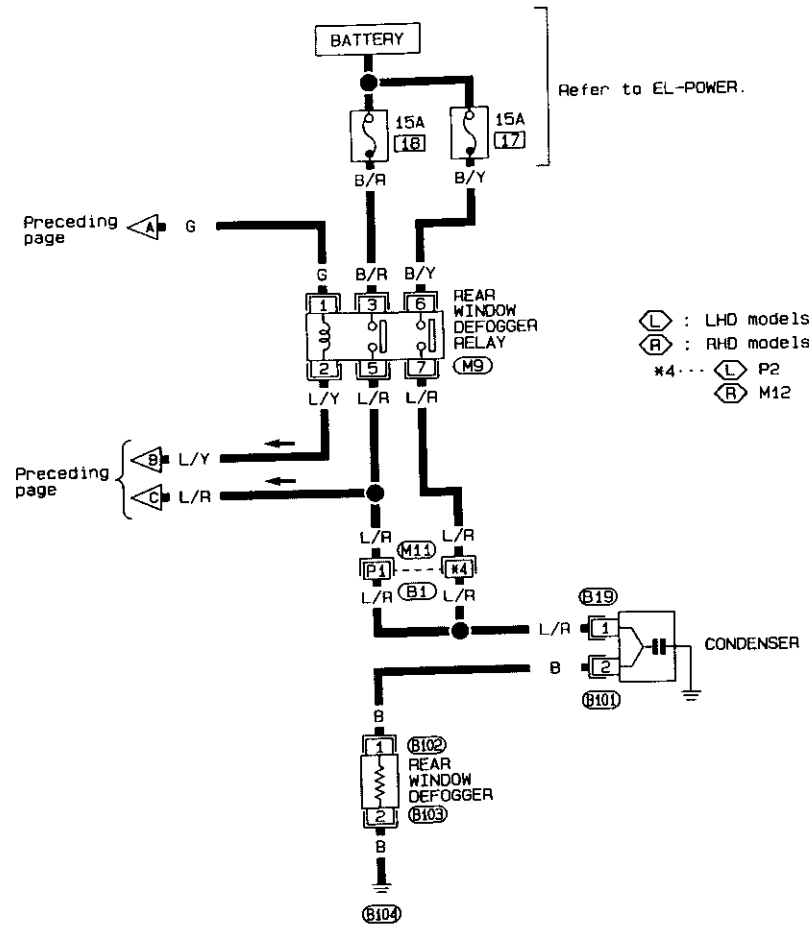 BATTERY
Refer to EL-POWER.
15A
18
15A
17
B/R
B/Y
Preceding
page
A
G
G
B/R
B/Y
1
3
6
REAR
WINDOW
DEFOGGER
RELAY
2
5
7
M9
L/Y
L/R
L/R
L : LHD models
R : RHD models
*4... L P2
R M12
Preceding
page
B
L/Y
C
L/R
L/R
M11
L/R
P1
*4
L/R
B1
L/R
B19
L/R
1
CONDENSER
B
2
B101
B
1
B102
REAR
WINDOW
DEFOGGER
2
B103
B
B104